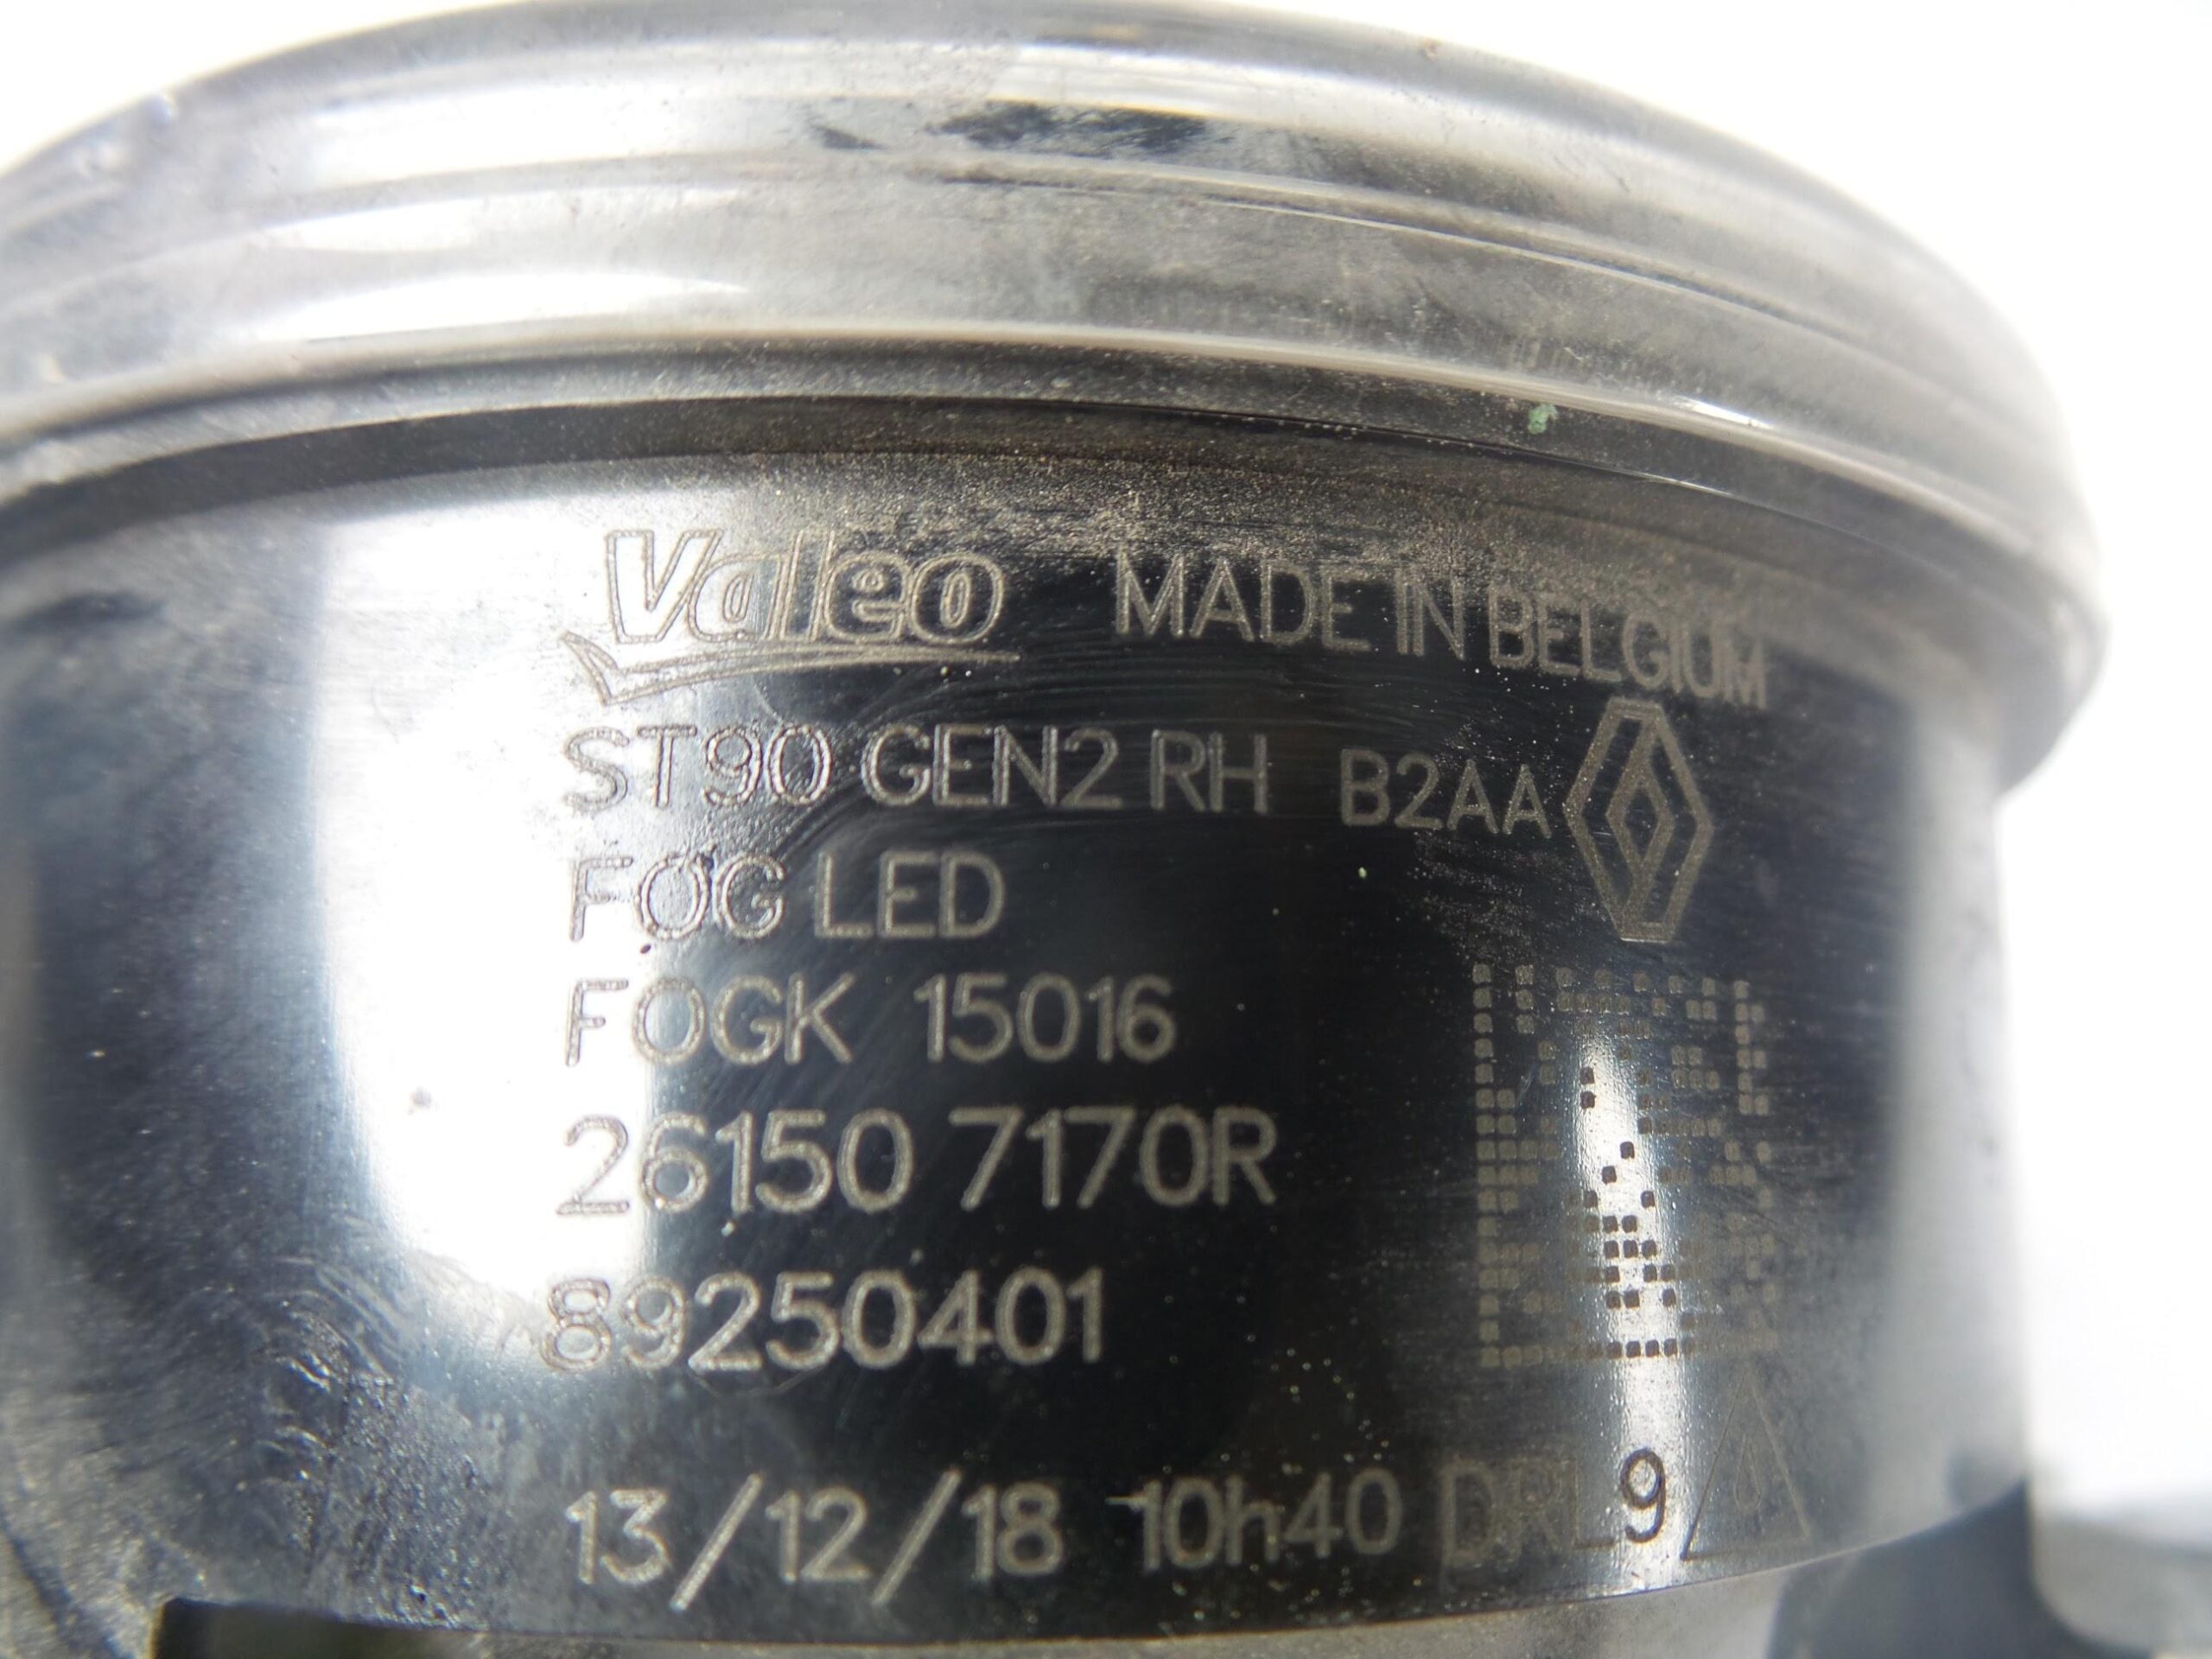 Valeo MADE IN BELGIUM
ST90 GEN2 RH B2AA
FOG LED
FOGK 15016
26150 7170R
89250401
13/12/18 10h40 DRL_9